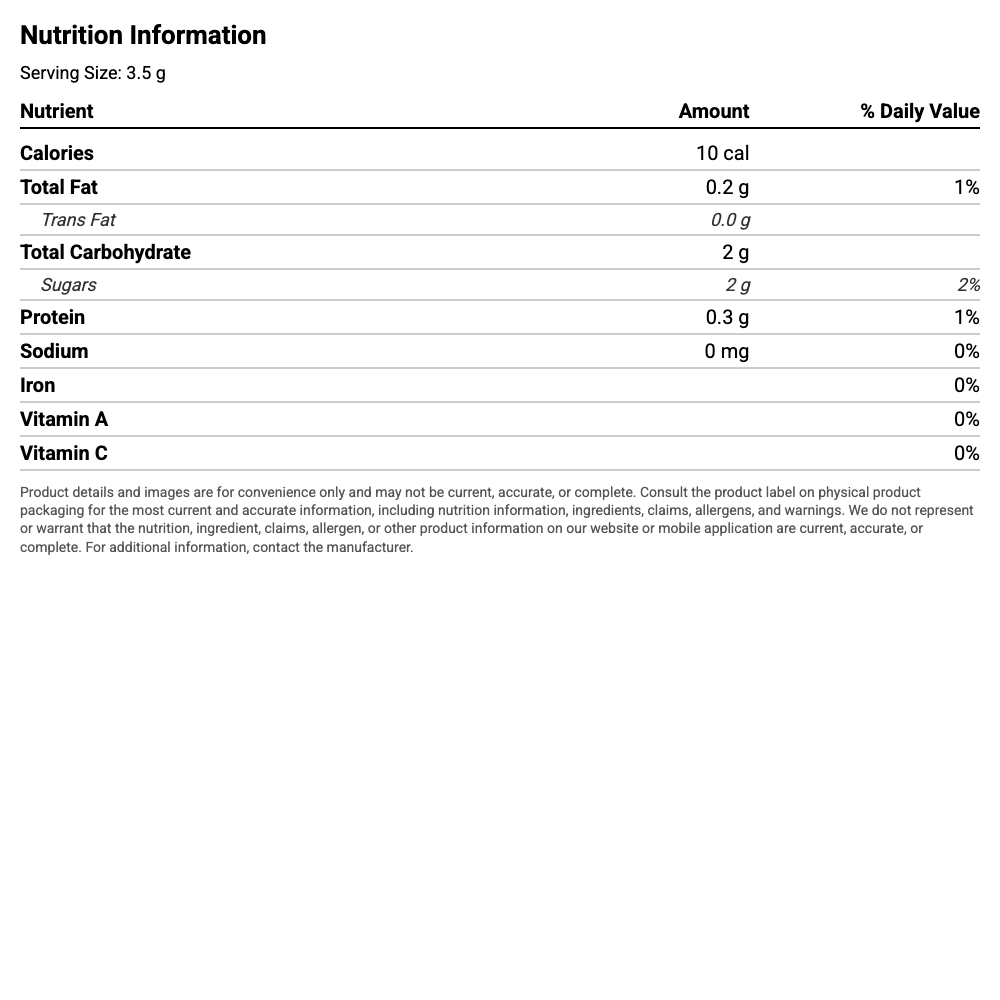 Nutrition Information
Serving Size: 3.5 g
Nutrient Amount % Daily Value
Calories 10 cal
Total Fat 0.2 g 1%
Trans Fat 0.0 g
Total Carbohydrate 2 g
Sugars 2 g 2%
Protein 0.3 g 1%
Sodium 0 mg 0%
Iron 0%
Vitamin A 0%
Vitamin C 0%
Product details and images are for convenience only and may not be current, accurate, or complete. Consult the product label on physical product
packaging for the most current and accurate information, including nutrition information, ingredients, claims, allergens, and warnings. We do not represent
or warrant that the nutrition, ingredient, claims, allergen, or other product information on our website or mobile application are current, accurate, or
complete. For additional information, contact the manufacturer.